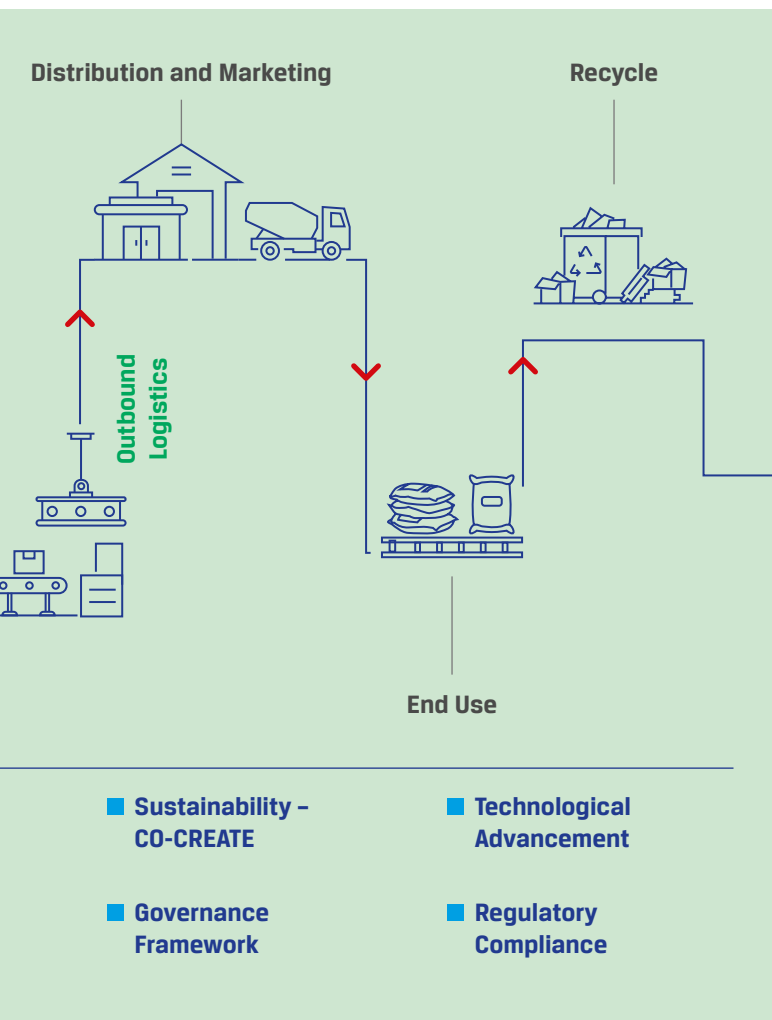 Distribution and Marketing
Recycle
Outbound
Logistics
End Use
Sustainability –
CO-CREATE
Technological
Advancement
Governance
Framework
Regulatory
Compliance